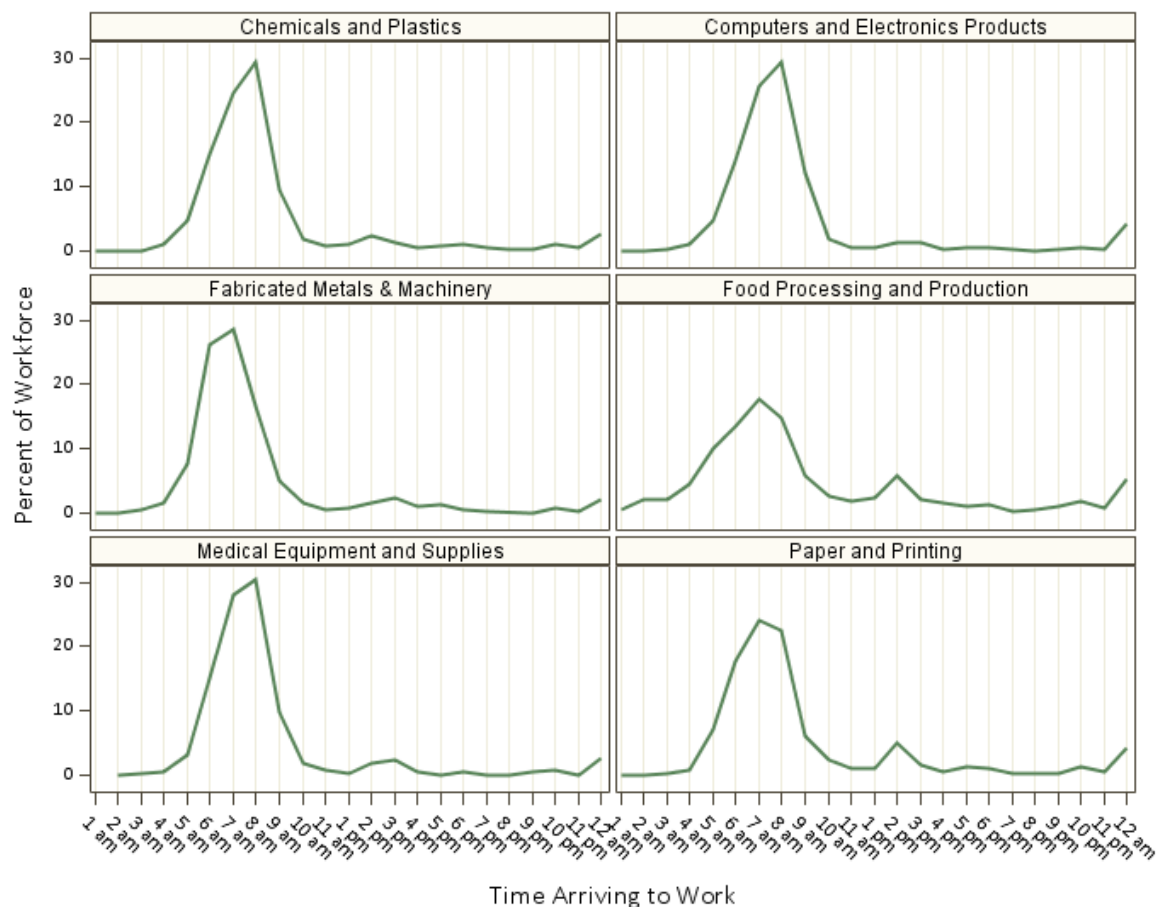 Chemicals and Plastics
Computers and Electronics Products
30
20
10
0
Fabricated Metals & Machinery
Food Processing and Production
30
20
10
0
Medical Equipment and Supplies
Paper and Printing
30
20
10
0
Percent of Workforce
1 am
2 am
3 am
4 am
5 am
6 am
7 am
8 am
9 am
10 am
11 am
1 pm
2 pm
3 pm
4 pm
5 pm
6 pm
7 pm
8 pm
9 pm
10 pm
11 pm
12 am
1 am
2 am
3 am
4 am
5 am
6 am
7 am
8 am
9 am
10 am
11 am
1 pm
2 pm
3 pm
4 pm
5 pm
6 pm
7 pm
8 pm
9 pm
10 pm
11 pm
12 am
Time Arriving to Work